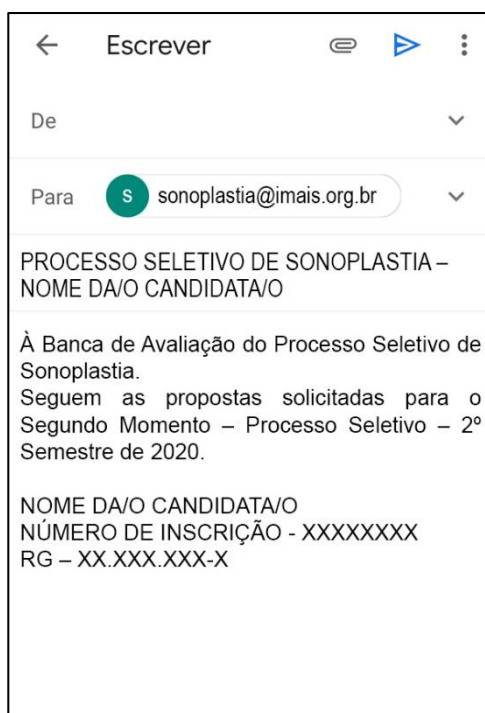 Escrever
De
Para S sonoplastia@imais.org.br
PROCESSO SELETIVO DE SONOPLASTIA –
NOME DA/O CANDIDATA/O
À Banca de Avaliação do Processo Seletivo de
Sonoplastia.
Seguem as propostas solicitadas para o
Segundo Momento – Processo Seletivo – 2º
Semestre de 2020.
NOME DA/O CANDIDATA/O
NÚMERO DE INSCRIÇÃO - XXXXXXXX
RG – XX.XXX.XXX-X